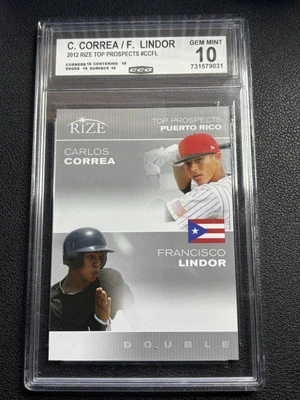 C. CORREA / F. LINDOR
2012 RIZE TOP PROSPECTS #CCFL
CORNERS 10 CENTERING 10
EDGES 10 SURFACE 10
CCG
GEM MINT
10
731579031
RIZE
TOP PROSPECTS
PUERTO RICO
CARLOS
CORREA
FRANCISCO
LINDOR
DOUBLE